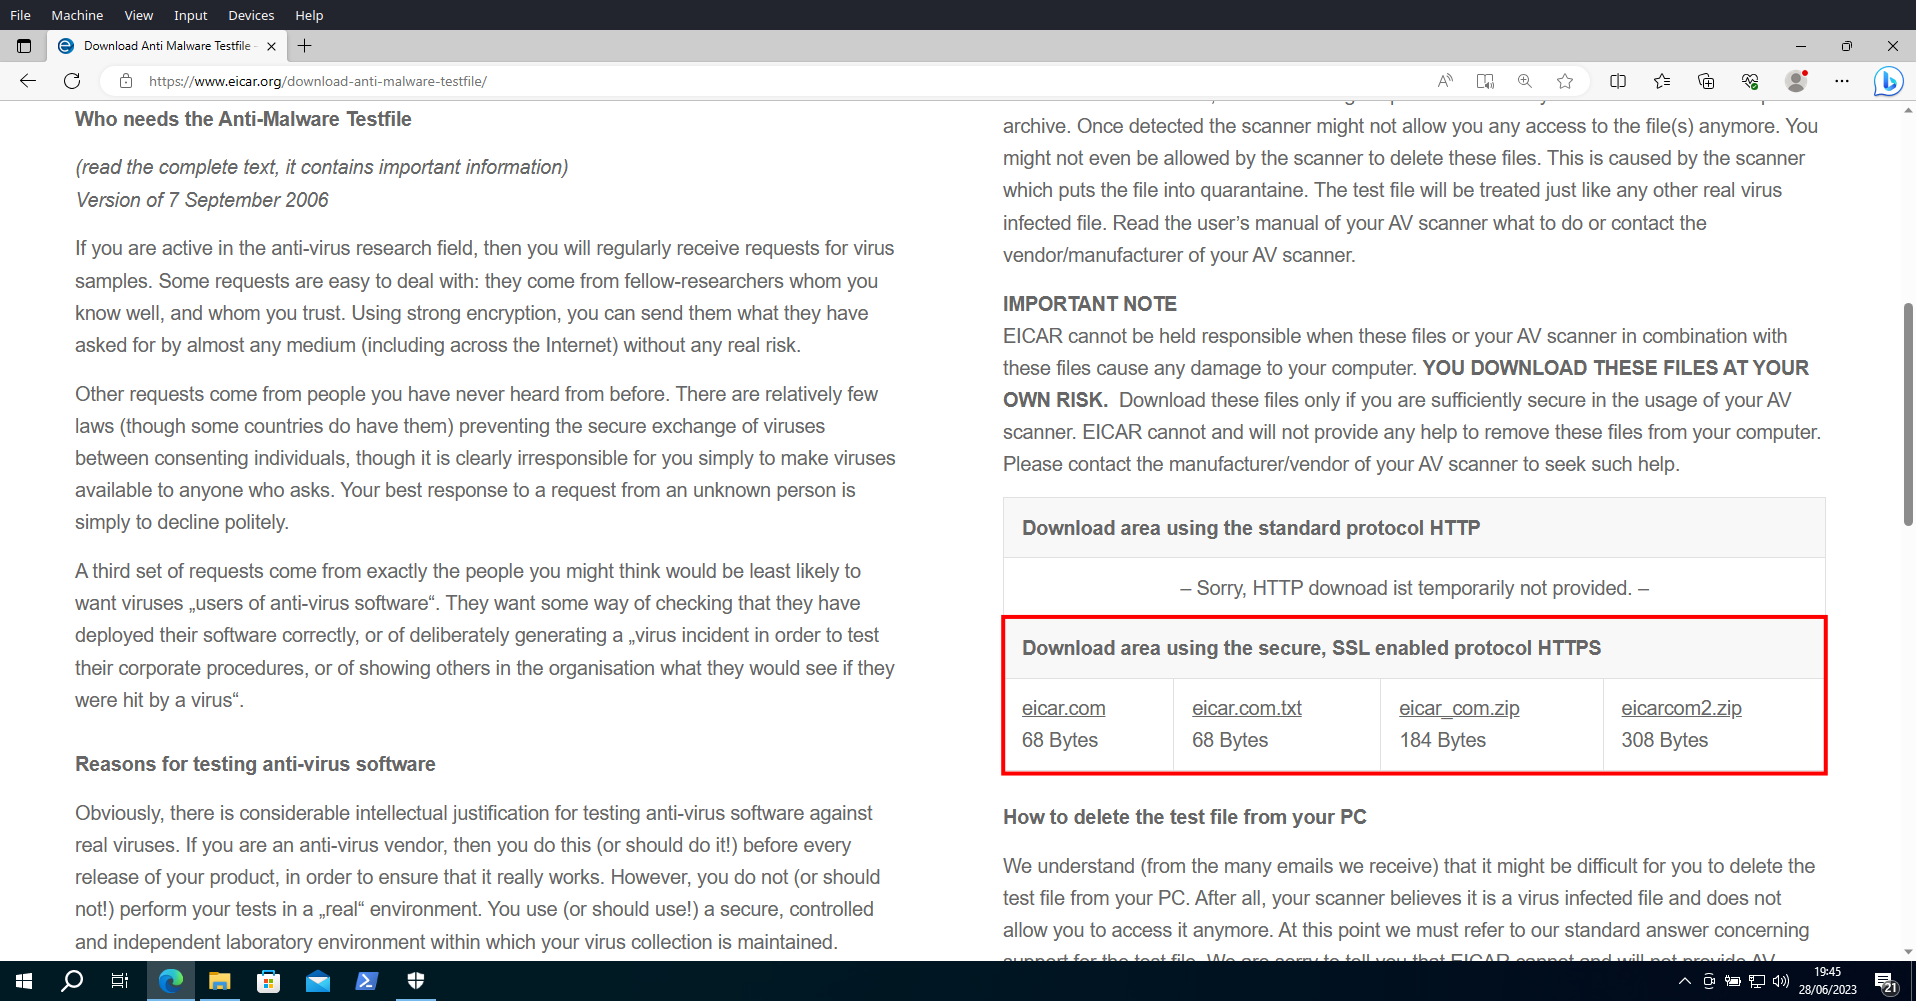 File Machine View Input Devices Help
Download Anti Malware Testfile -
https://www.eicar.org/download-anti-malware-testfile/
Who needs the Anti-Malware Testfile
(read the complete text, it contains important information)
Version of 7 September 2006
If you are active in the anti-virus research field, then you will regularly receive requests for virus
samples. Some requests are easy to deal with: they come from fellow-researchers whom you
know well, and whom you trust. Using strong encryption, you can send them what they have
asked for by almost any medium (including across the Internet) without any real risk.
Other requests come from people you have never heard from before. There are relatively few
laws (though some countries do have them) preventing the secure exchange of viruses
between consenting individuals, though it is clearly irresponsible for you simply to make viruses
available to anyone who asks. Your best response to a request from an unknown person is
simply to decline politely.
A third set of requests come from exactly the people you might think would be least likely to
want viruses „users of anti-virus software“. They want some way of checking that they have
deployed their software correctly, or of deliberately generating a „virus incident in order to test
their corporate procedures, or of showing others in the organisation what they would see if they
were hit by a virus“.
Reasons for testing anti-virus software
Obviously, there is considerable intellectual justification for testing anti-virus software against
real viruses. If you are an anti-virus vendor, then you do this (or should do it!) before every
release of your product, in order to ensure that it really works. However, you do not (or should
not!) perform your tests in a „real“ environment. You use (or should use!) a secure, controlled
and independent laboratory environment within which your virus collection is maintained.
archive. Once detected the scanner might not allow you any access to the file(s) anymore. You
might not even be allowed by the scanner to delete these files. This is caused by the scanner
which puts the file into quarantaine. The test file will be treated just like any other real virus
infected file. Read the user’s manual of your AV scanner what to do or contact the
vendor/manufacturer of your AV scanner.
IMPORTANT NOTE
EICAR cannot be held responsible when these files or your AV scanner in combination with
these files cause any damage to your computer. YOU DOWNLOAD THESE FILES AT YOUR
OWN RISK. Download these files only if you are sufficiently secure in the usage of your AV
scanner. EICAR cannot and will not provide any help to remove these files from your computer.
Please contact the manufacturer/vendor of your AV scanner to seek such help.
Download area using the standard protocol HTTP
– Sorry, HTTP downoad ist temporarily not provided. –
Download area using the secure, SSL enabled protocol HTTPS
eicar.com eicar.com.txt eicar_com.zip eicarcom2.zip
68 Bytes 68 Bytes 184 Bytes 308 Bytes
How to delete the test file from your PC
We understand (from the many emails we receive) that it might be difficult for you to delete the
test file from your PC. After all, your scanner believes it is a virus infected file and does not
allow you to access it anymore. At this point we must refer to our standard answer concerning
support for the test file. We are sorry to tell you that EICAR cannot and will not provide AV
19:45
28/06/2023
21